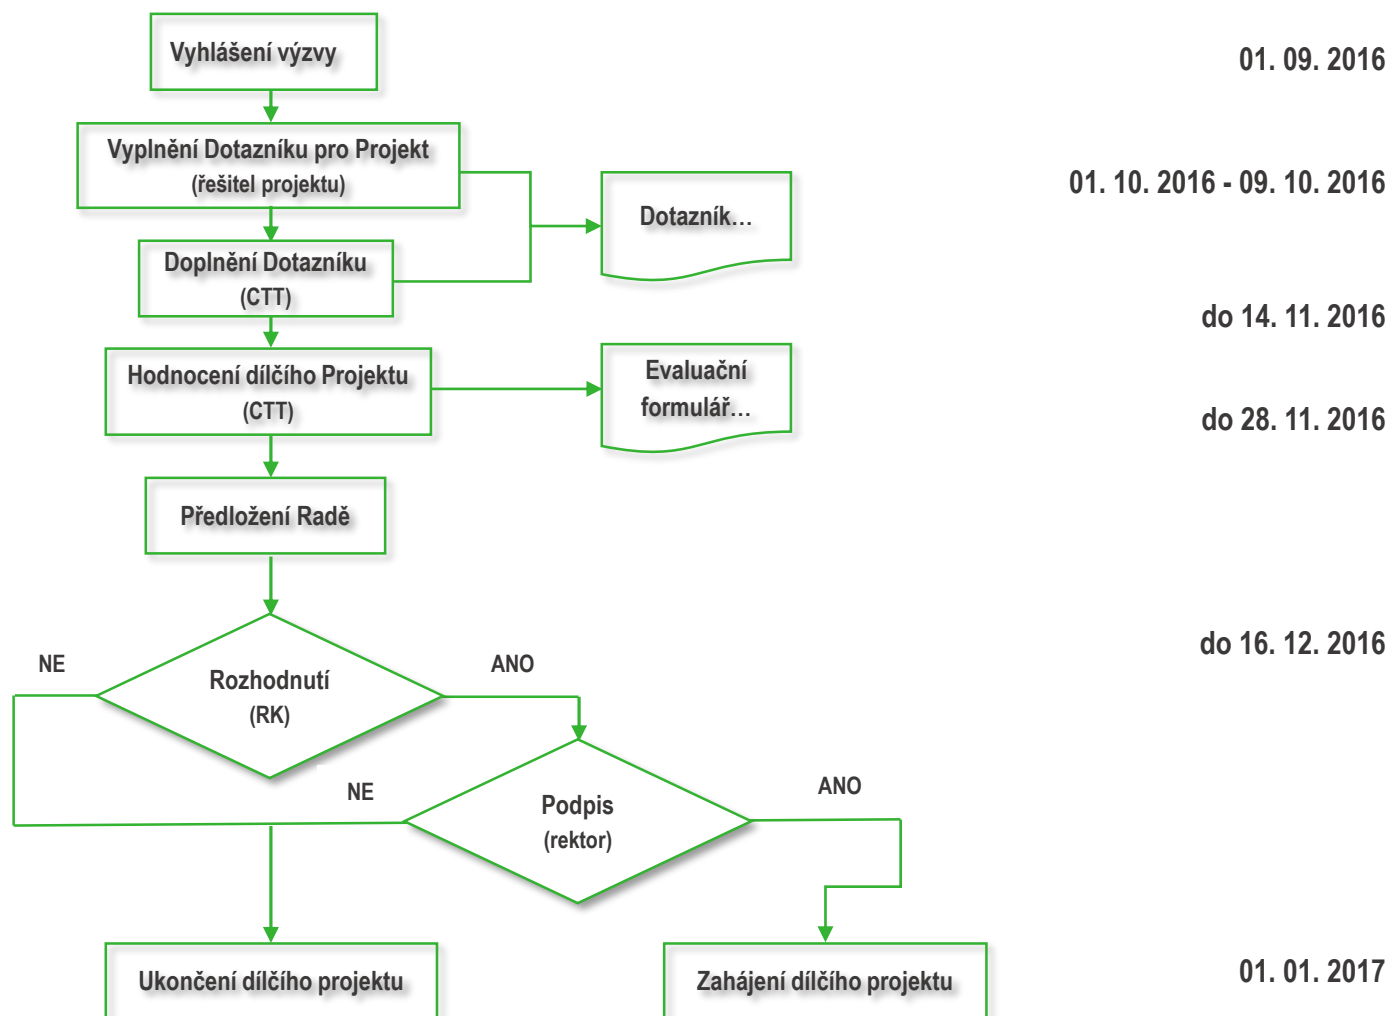 Vyhlášení výzvy
01. 09. 2016
Vyplnění Dotazníku pro Projekt
(řešitel projektu)
01. 10. 2016 - 09. 10. 2016
Dotazník...
Doplnění Dotazníku
(CTT)
do 14. 11. 2016
Hodnocení dílčího Projektu
(CTT)
Evaluační
formulář...
do 28. 11. 2016
Předložení Radě
do 16. 12. 2016
NE
ANO
Rozhodnutí
(RK)
NE
ANO
Podpis
(rektor)
Ukončení dílčího projektu
Zahájení dílčího projektu
01. 01. 2017